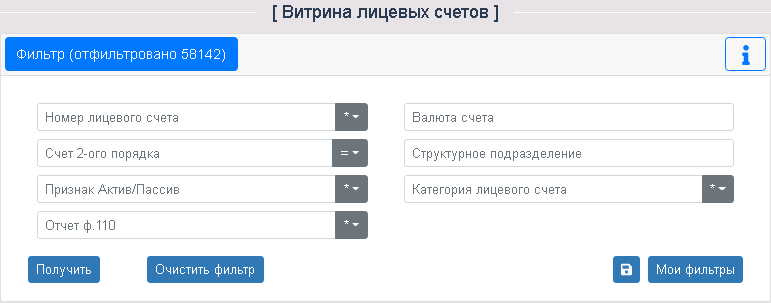 [ Витрина лицевых счетов ]
Фильтр (отфильтровано 58142)
i
Номер лицевого счета * Валюта счета
Счет 2-ого порядка = Структурное подразделение
Признак Актив/Пассив * Категория лицевого счета *
Отчет ф.110 *
Получить Очистить фильтр Мои фильтры